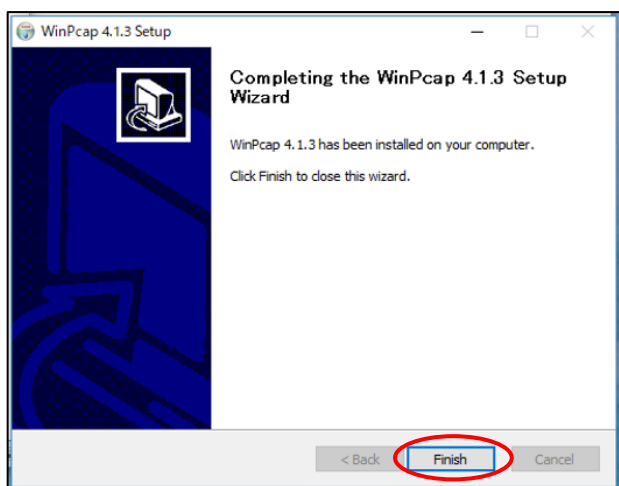 WinPcap 4.1.3 Setup
Completing the WinPcap 4.1.3 Setup
Wizard
WinPcap 4.1.3 has been installed on your computer.
Click Finish to close this wizard.
< Back Finish Cancel